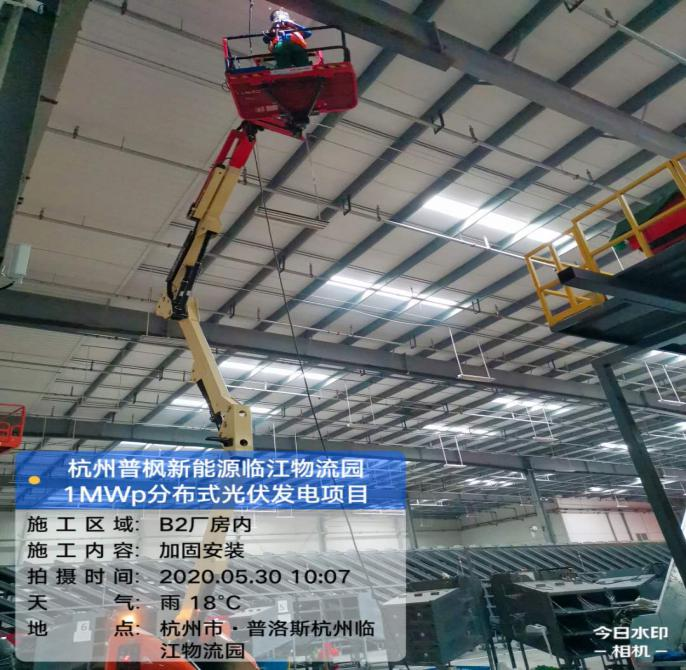 杭州普枫新能源临江物流园
1MWp分布式光伏发电项目
施工区域: B2厂房内
施工内容: 加固安装
拍摄时间: 2020.05.30 10:07
天气: 雨 18°C
地点: 杭州市·普洛斯杭州临
江物流园
今日水印
-相机-